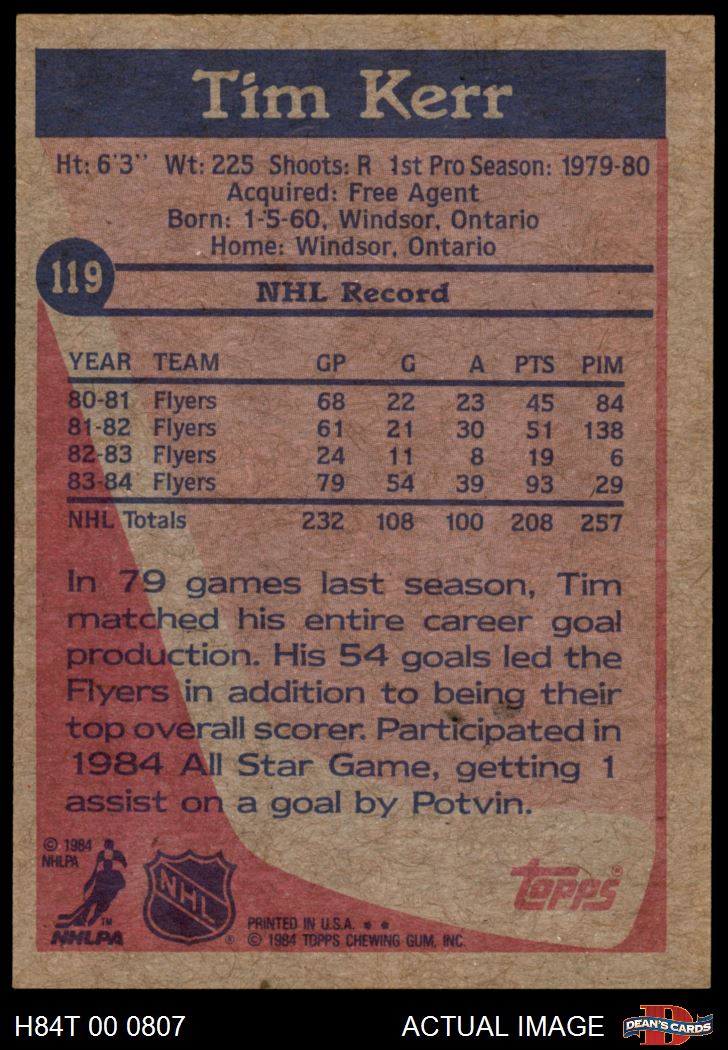 Tim Kerr
Ht: 6'3" Wt: 225 Shoots: R 1st Pro Season: 1979-80
Acquired: Free Agent
Born: 1-5-60, Windsor, Ontario
Home: Windsor, Ontario
119
NHL Record
YEAR TEAM GP G A PTS PIM
80-81 Flyers 68 22 23 45 84
81-82 Flyers 61 21 30 51 138
82-83 Flyers 24 11 8 19 6
83-84 Flyers 79 54 39 93 29
NHL Totals 232 108 100 208 257
In 79 games last season, Tim
matched his entire career goal
production. His 54 goals led the
Flyers in addition to being their
top overall scorer. Participated in
1984 All Star Game, getting 1
assist on a goal by Potvin.
© 1984
NHLPA
TM
NHLPA
NHL
®
PRINTED IN U.S.A. * *
© 1984 TOPPS CHEWING GUM, INC.
Topps®
H84T 00 0807
ACTUAL IMAGE
D
DEAN'S CARDS